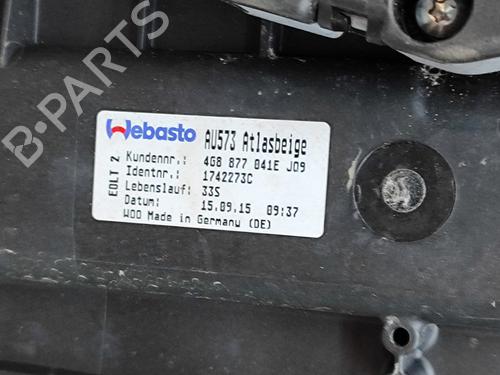 B-PARTS
Webasto AU573 Atlasbeige
EOLT 2
Kundennr.: 4G8 877 041E J09
Identnr.: 1742273C
Lebenslauf: 33S
Datum: 15.09.15 09:37
WOO Made in Germany (DE)